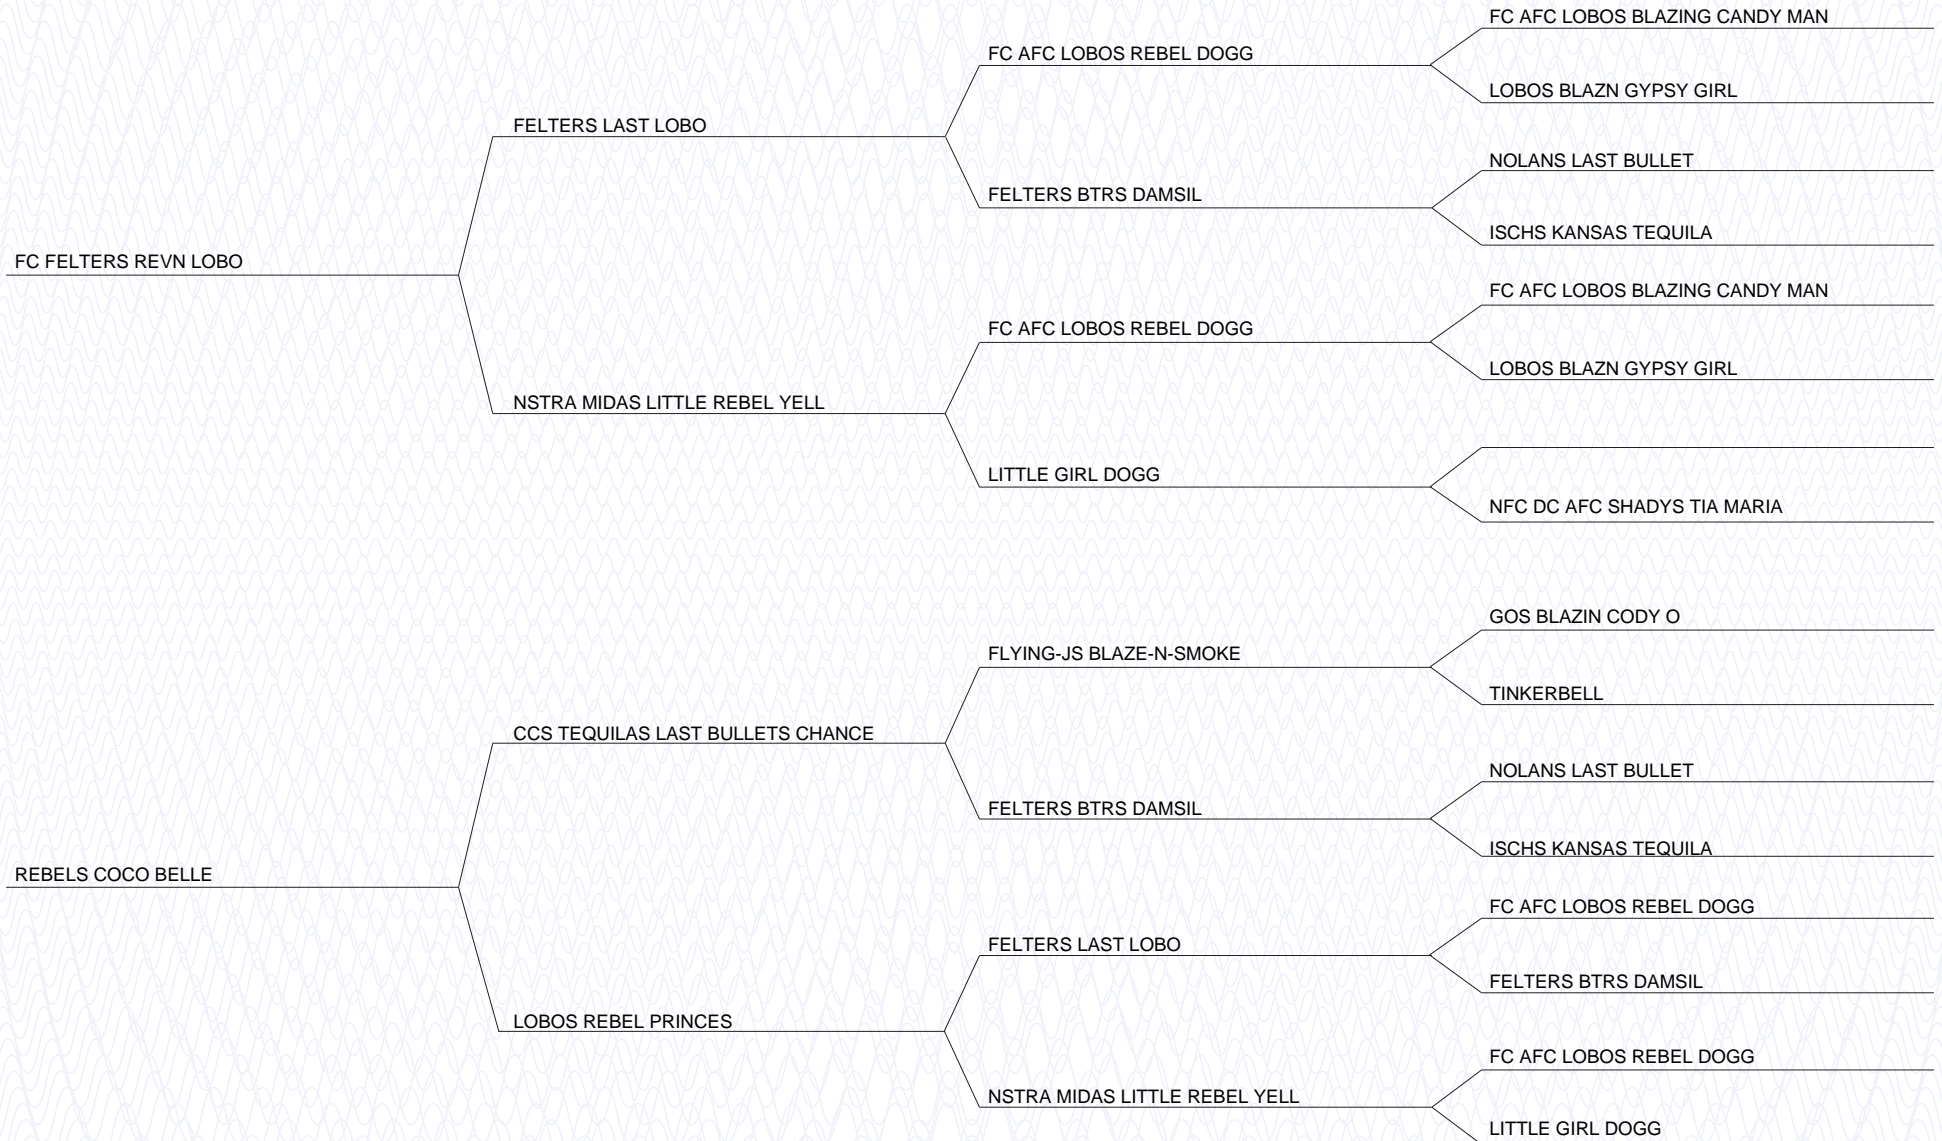 FC AFC LOBOS BLAZING CANDY MAN
FC AFC LOBOS REBEL DOGG
LOBOS BLAZN GYPSY GIRL
FELTERS LAST LOBO
NOLANS LAST BULLET
FELTERS BTRS DAMSIL
ISCHS KANSAS TEQUILA
FC FELTERS REVN LOBO
FC AFC LOBOS BLAZING CANDY MAN
FC AFC LOBOS REBEL DOGG
LOBOS BLAZN GYPSY GIRL
NSTRA MIDAS LITTLE REBEL YELL
LITTLE GIRL DOGG
NFC DC AFC SHADYS TIA MARIA
GOS BLAZIN CODY O
FLYING-JS BLAZE-N-SMOKE
TINKERBELL
CCS TEQUILAS LAST BULLETS CHANCE
NOLANS LAST BULLET
FELTERS BTRS DAMSIL
ISCHS KANSAS TEQUILA
REBELS COCO BELLE
FC AFC LOBOS REBEL DOGG
FELTERS LAST LOBO
FELTERS BTRS DAMSIL
LOBOS REBEL PRINCES
FC AFC LOBOS REBEL DOGG
NSTRA MIDAS LITTLE REBEL YELL
LITTLE GIRL DOGG